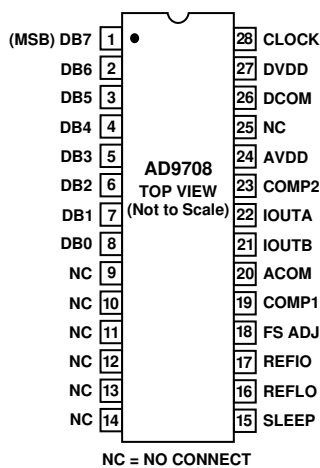 (MSB) DB7 1 28 CLOCK
DB6 2 27 DVDD
DB5 3 26 DCOM
DB4 4 25 NC
DB3 5 24 AVDD
DB2 6 23 COMP2
DB1 7 22 IOUTA
DB0 8 21 IOUTB
NC 9 20 ACOM
NC 10 19 COMP1
NC 11 18 FS ADJ
NC 12 17 REFIO
NC 13 16 REFLO
NC 14 15 SLEEP
AD9708
TOP VIEW
(Not to Scale)
NC = NO CONNECT